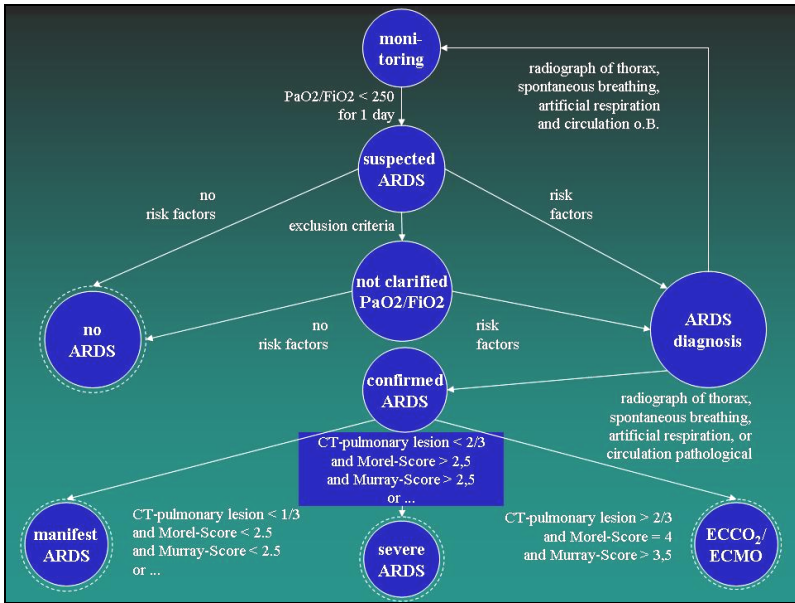 moni-
toring
radiograph of thorax,
spontaneous breathing,
artificial respiration
and circulation o.B.
PaO2/FiO2 < 250
for 1 day
suspected
ARDS
no
risk factors
risk
factors
exclusion criteria
not clarified
PaO2/FiO2
no
ARDS
no
risk factors
risk
factors
ARDS
diagnosis
confirmed
ARDS
radiograph of thorax,
spontaneous breathing,
artificial respiration, or
circulation pathological
CT-pulmonary lesion < 2/3
and Morel-Score > 2,5
and Murray-Score > 2,5
or ...
manifest
ARDS
CT-pulmonary lesion < 1/3
and Morel-Score < 2.5
and Murray-Score < 2.5
or ...
severe
ARDS
CT-pulmonary lesion > 2/3
and Morel-Score = 4
and Murray-Score > 3,5
ECCO₂/
ECMO